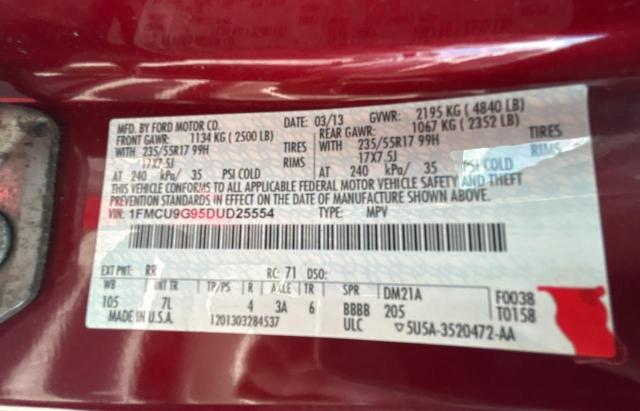 MFD. BY FORD MOTOR CO. DATE: 03/13 GVWR: 2195 KG (4840 LB)
FRONT GAWR: 1134 KG (2500 LB) REAR GAWR: 1067 KG (2352 LB)
WITH 235/55R17 99H TIRES WITH 235/55R17 99H TIRES
17X7.5J RIMS 17X7.5J RIMS
AT 240 kPa/ 35 PSI COLD AT 240 kPa/ 35 PSI COLD
THIS VEHICLE CONFORMS TO ALL APPLICABLE FEDERAL MOTOR VEHICLE SAFETY AND THEFT
PREVENTION STANDARDS IN EFFECT ON THE DATE OF MANUFACTURE SHOWN ABOVE.
VIN: 1FMCU9G95DUD25554 TYPE: MPV
EXT PNT: RR RC: 71 DSO:
WB INT TR TP/PS R AXLE TR SPR DM21A F0038
105 7L 4 3A 6 BBBB 205 T0158
MADE IN U.S.A. 1201303284537 ULC 5U5A-3520472-AA